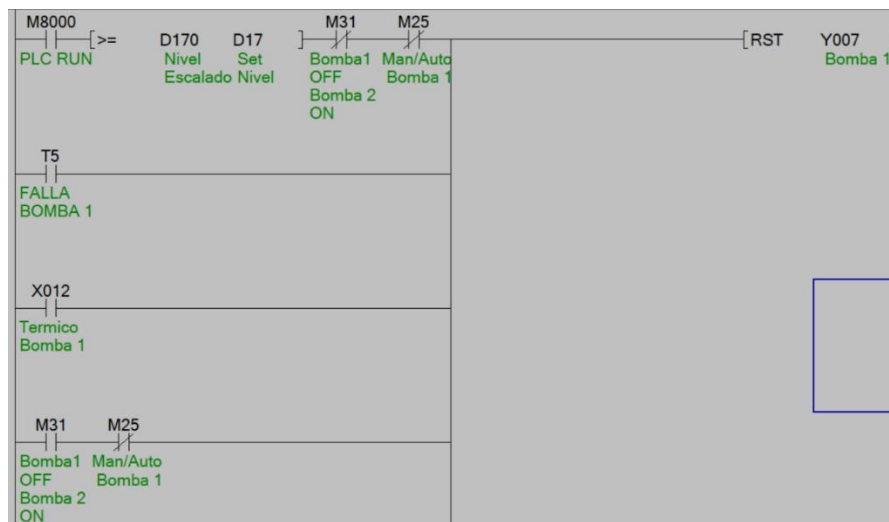 M8000 M31 M25
[>= D170 D17 ] [RST Y007
PLC RUN Nivel Set Bomba1 Man/Auto Bomba 1
Escalado Nivel OFF Bomba 1
Bomba 2
ON
T5
FALLA
BOMBA 1
X012
Termico
Bomba 1
M31 M25
Bomba1 Man/Auto
OFF Bomba 1
Bomba 2
ON